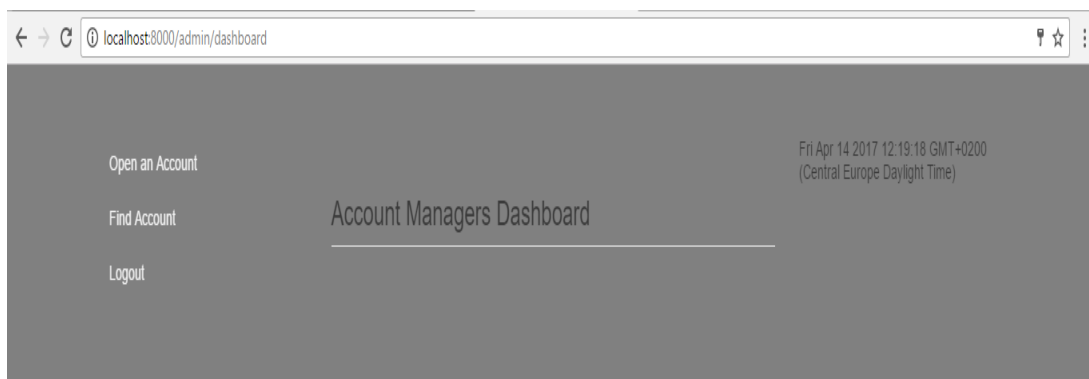 localhost:8000/admin/dashboard
Open an Account
Find Account
Logout
Account Managers Dashboard
Fri Apr 14 2017 12:19:18 GMT+0200
(Central Europe Daylight Time)